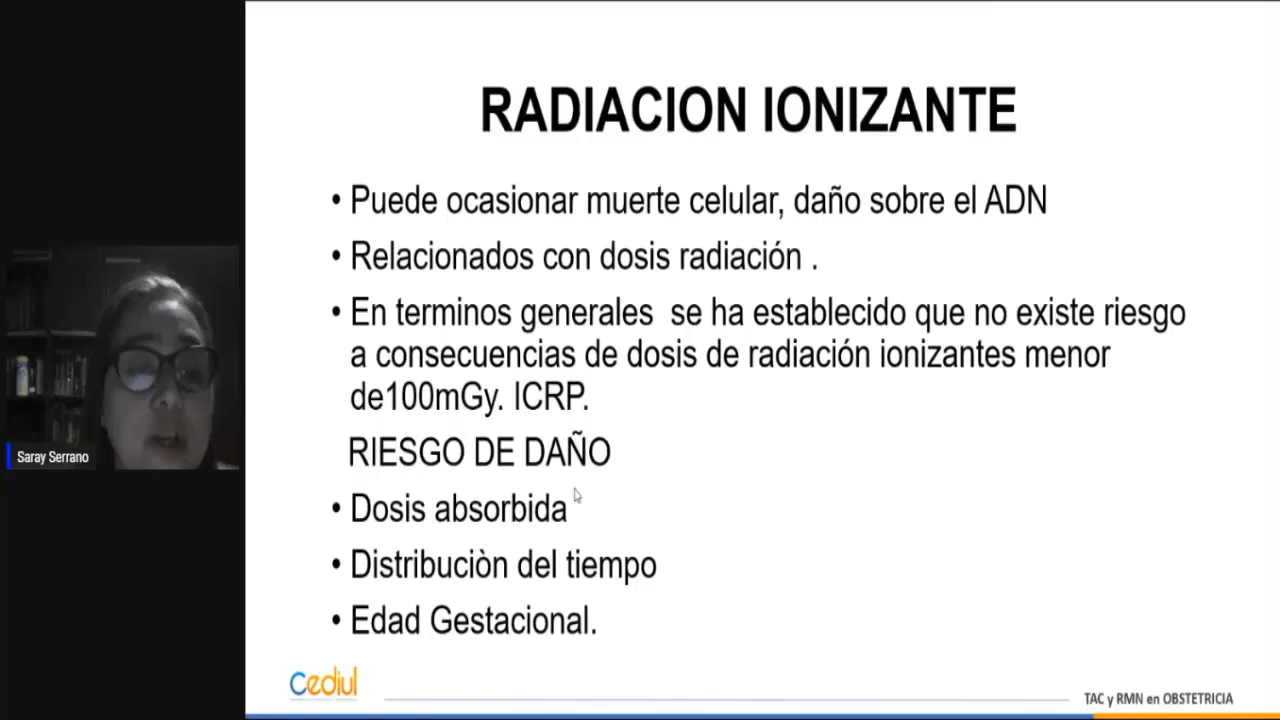 RADIACION IONIZANTE
• Puede ocasionar muerte celular, daño sobre el ADN
• Relacionados con dosis radiación .
• En terminos generales  se ha establecido que no existe riesgo
a consecuencias de dosis de radiación ionizantes menor
de100mGy. ICRP.
RIESGO DE DAÑO
• Dosis absorbida
• Distribuciòn del tiempo
• Edad Gestacional.
Saray Serrano
Cediul
TAC y RMN en OBSTETRICIA